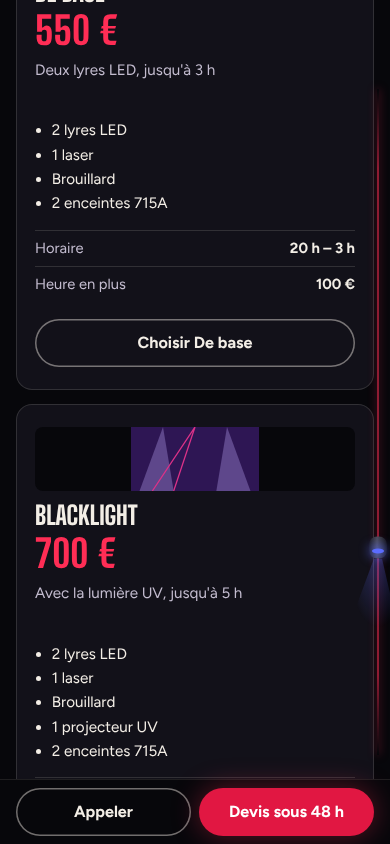 DE BASE
550 €
Deux lyres LED, jusqu'à 3 h
• 2 lyres LED
• 1 laser
• Brouillard
• 2 enceintes 715A
Horaire 20 h – 3 h
Heure en plus 100 €
Choisir De base
BLACKLIGHT
700 €
Avec la lumière UV, jusqu'à 5 h
• 2 lyres LED
• 1 laser
• Brouillard
• 1 projecteur UV
• 2 enceintes 715A
Appeler Devis sous 48 h